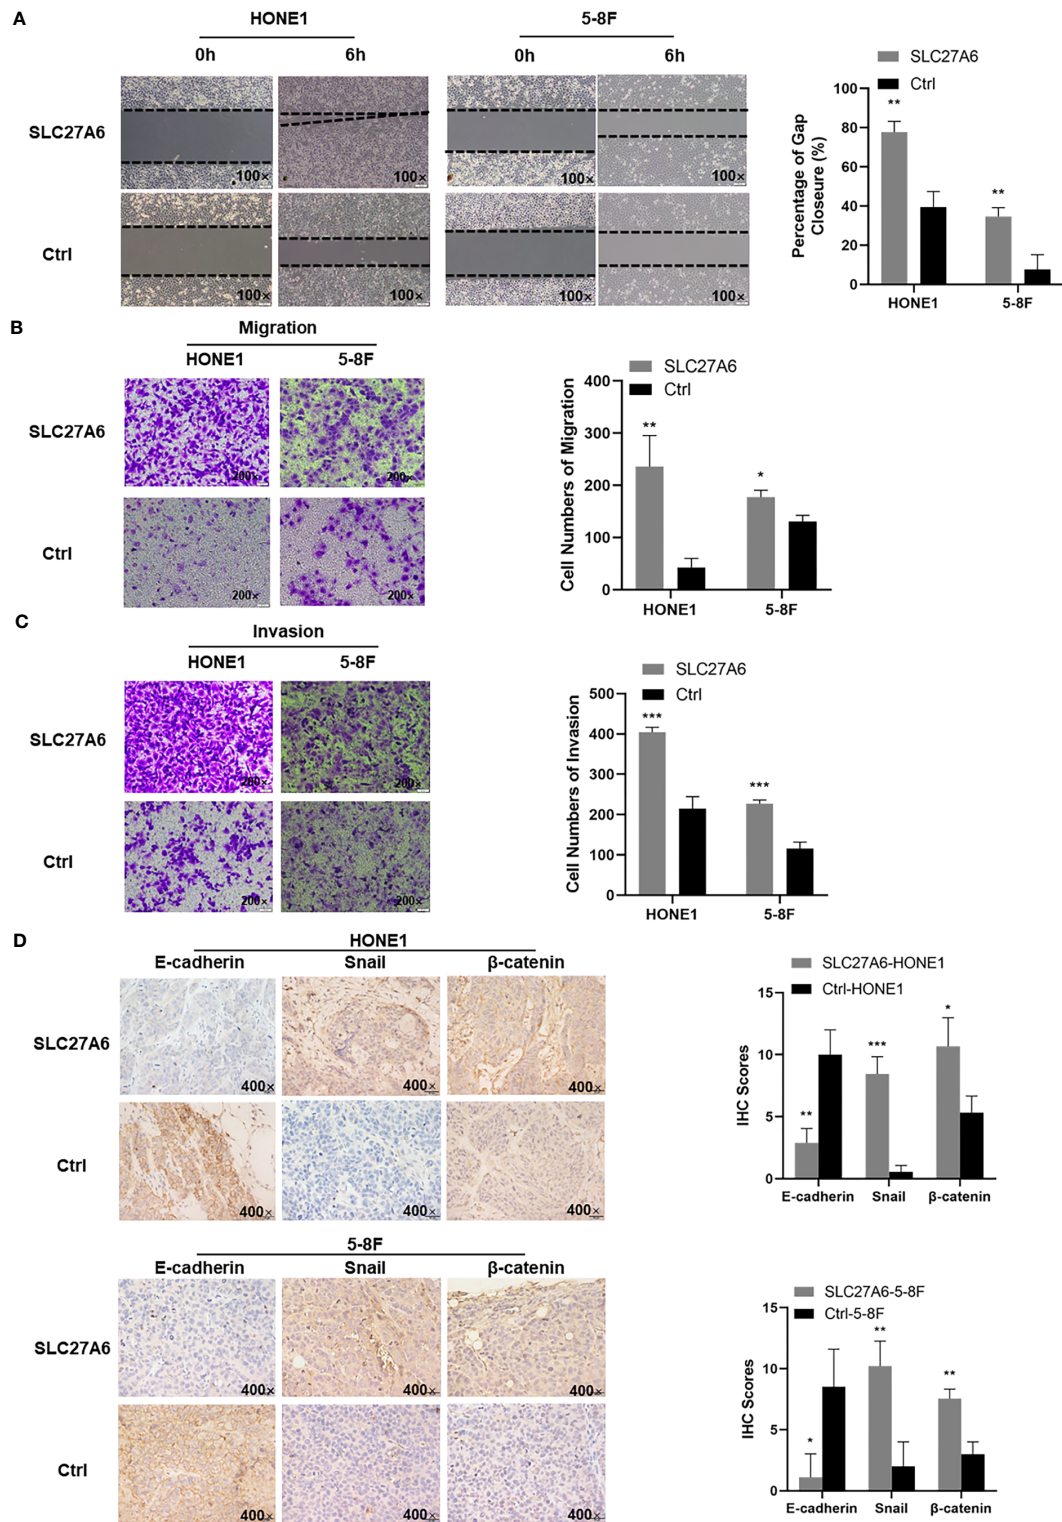 A
HONE1
5-8F
0h
6h
0h
6h
SLC27A6
100×
100×
100×
100×
Ctrl
100×
100×
100×
100×
SLC27A6
Ctrl
Percentage of Gap
Closeure (%)
100
80
60
40
20
0
**
**
HONE1
5-8F
B
Migration
HONE1
5-8F
SLC27A6
200×
200×
Ctrl
200×
200×
SLC27A6
Ctrl
Cell Numbers of Migration
400
300
200
100
0
**
*
HONE1
5-8F
C
Invasion
HONE1
5-8F
SLC27A6
200×
200×
Ctrl
200×
200×
SLC27A6
Ctrl
Cell Numbers of Invasion
500
400
300
200
100
0
***
***
HONE1
5-8F
D
HONE1
E-cadherin
Snail
β-catenin
SLC27A6
400×
400×
400×
Ctrl
400×
400×
400×
SLC27A6-HONE1
Ctrl-HONE1
IHC Scores
15
10
5
0
**
***
*
E-cadherin
Snail
β-catenin
5-8F
E-cadherin
Snail
β-catenin
SLC27A6
400×
400×
400×
Ctrl
400×
400×
400×
SLC27A6-5-8F
Ctrl-5-8F
IHC Scores
15
10
5
0
*
**
**
E-cadherin
Snail
β-catenin